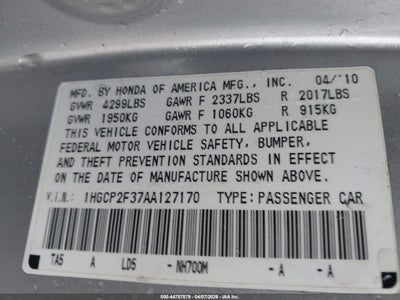 MFD. BY HONDA OF AMERICA MFG., INC. 04/'10
GVWR 4299LBS GAWR F 2337LBS R 2017LBS
GVWR 1950KG GAWR F 1060KG R 915KG
THIS VEHICLE CONFORMS TO ALL APPLICABLE
FEDERAL MOTOR VEHICLE SAFETY, BUMPER,
AND THEFT PREVENTION STANDARDS IN EFFECT
ON THE DATE OF MANUFACTURE SHOWN ABOVE.
V.I.N: 1HGCP2F37AA127170 TYPE: PASSENGER CAR
TA5 A LD5 - NH700M - A - A
000-44757579 - 04/07/2026 - IAA Inc.